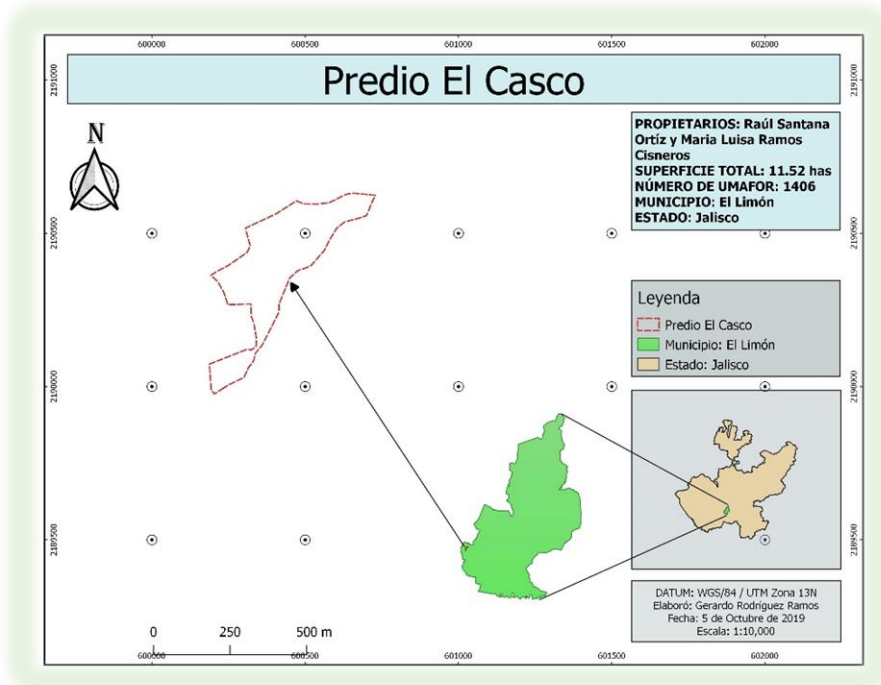 600000 600500 601000 601500 602000
2191000 2191000
Predio El Casco
N
PROPIETARIOS: Raúl Santana
Ortíz y Maria Luisa Ramos
Cisneros
SUPERFICIE TOTAL: 11.52 has
NÚMERO DE UMAFOR: 1406
MUNICIPIO: El Limón
ESTADO: Jalisco
2190500 2190500
Leyenda
Predio El Casco
Municipio: El Limón
Estado: Jalisco
2190000 2190000
2189500 2189500
DATUM: WGS/84 / UTM Zona 13N
Elaboró: Gerardo Rodríguez Ramos
Fecha: 5 de Octubre de 2019
Escala: 1:10,000
0 250 500 m
600000 600500 601000 601500 602000